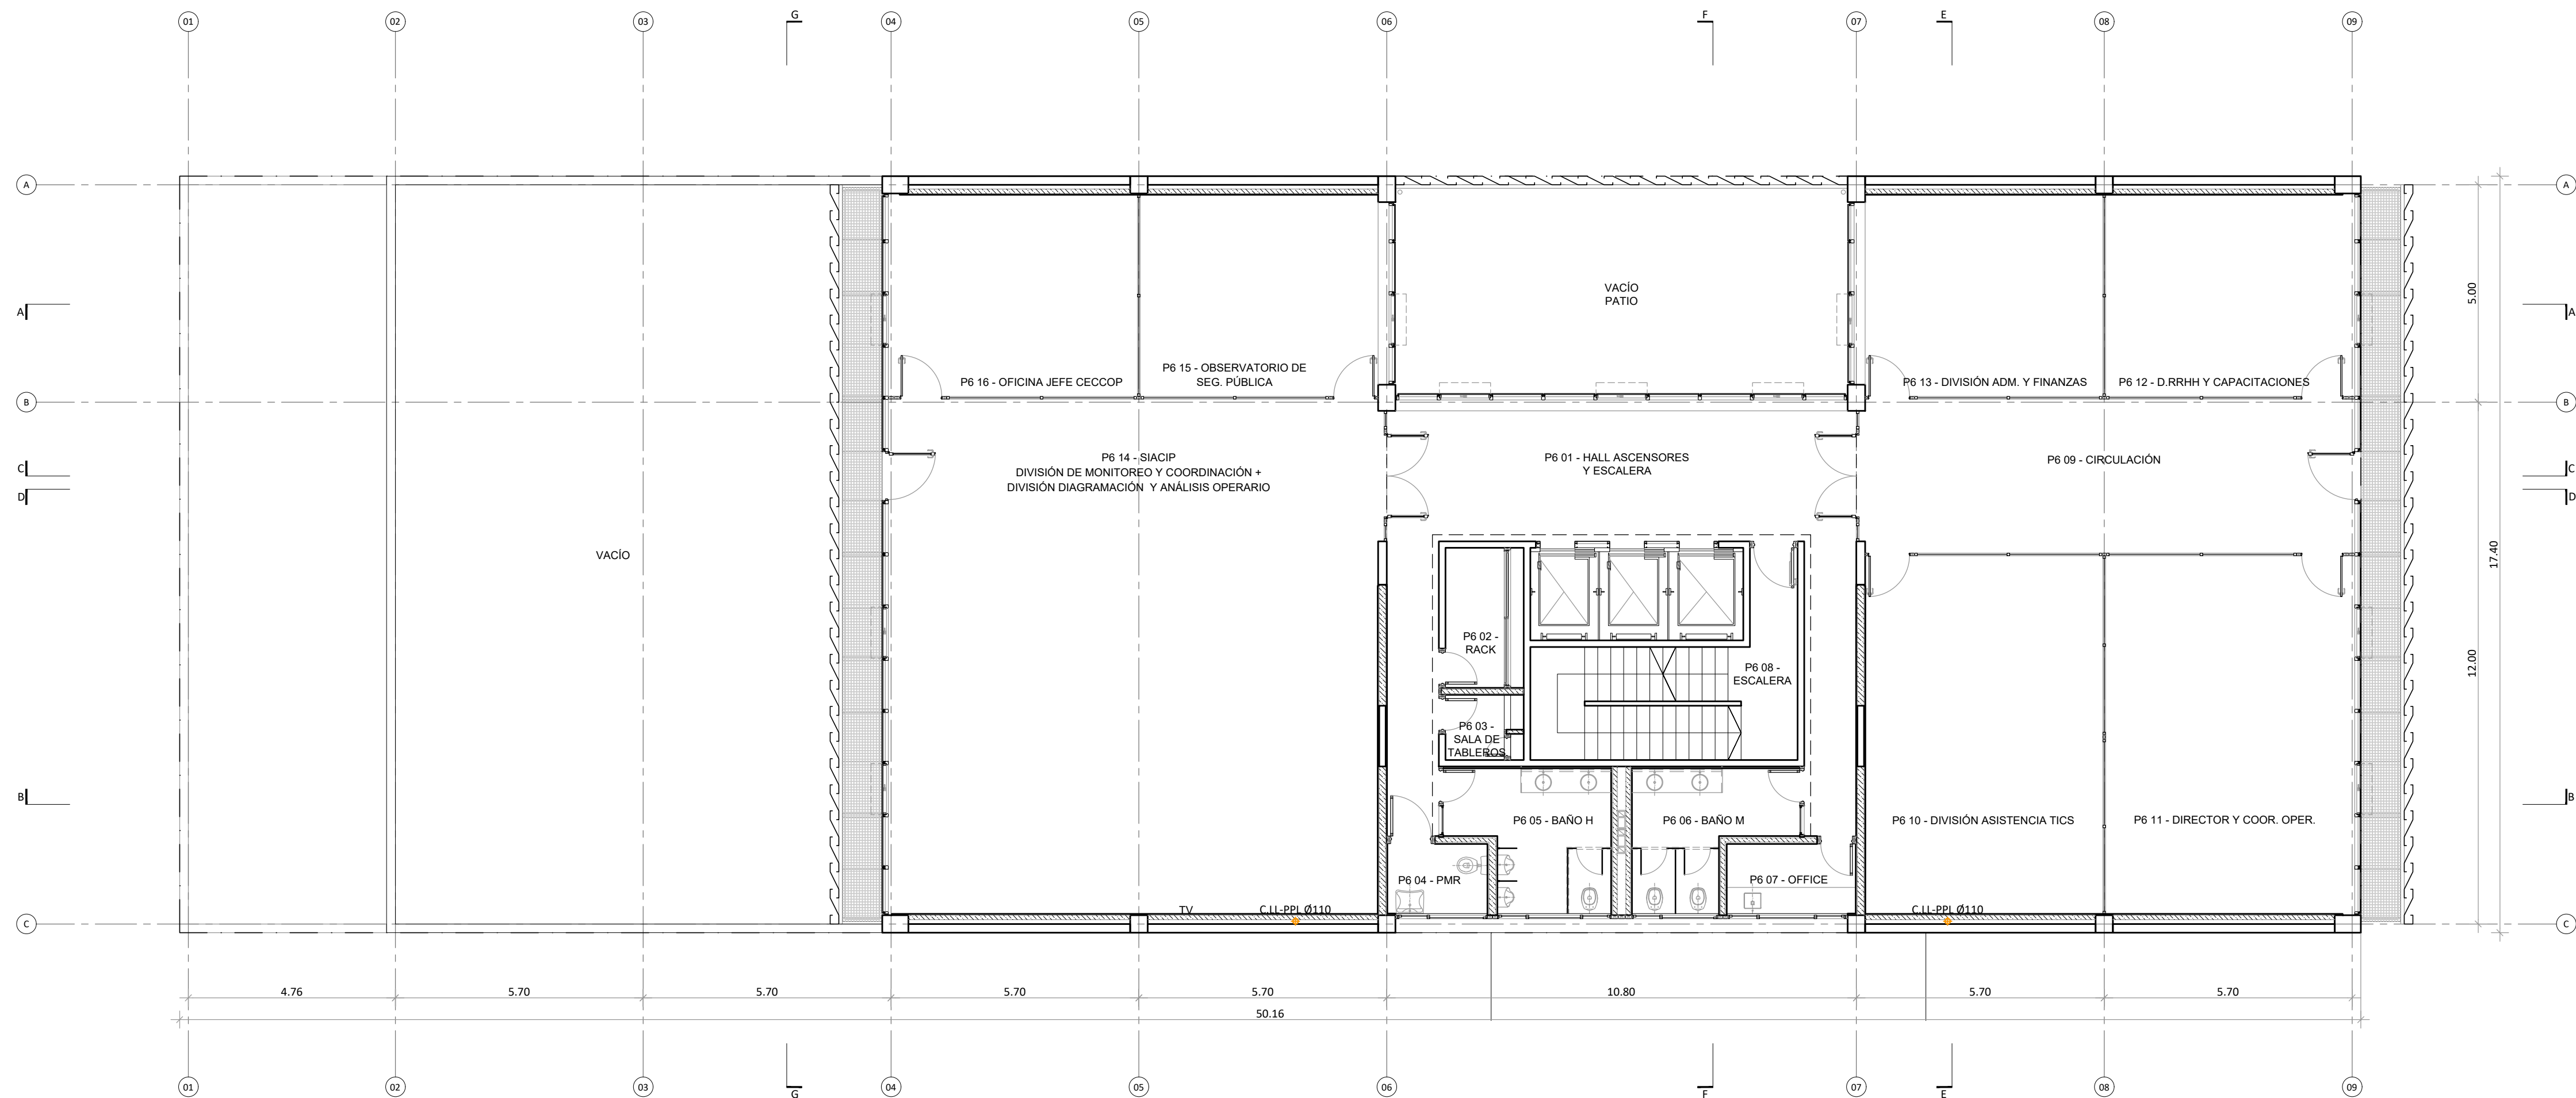 01
02
03
G
04
05
06
F
07
E
08
09
A
A
5.00
A
A
VACÍO
PATIO
P6 16 - OFICINA JEFE CECCOP
P6 15 - OBSERVATORIO DE
SEG. PÚBLICA
P6 13 - DIVISIÓN ADM. Y FINANZAS
P6 12 - D.RRHH Y CAPACITACIONES
B
B
P6 14 - SIACIP
DIVISIÓN DE MONITOREO Y COORDINACIÓN +
DIVISIÓN DIAGRAMACIÓN Y ANÁLISIS OPERARIO
P6 01 - HALL ASCENSORES
Y ESCALERA
P6 09 - CIRCULACIÓN
C
C
D
D
VACÍO
17.40
P6 02 -
RACK
P6 08 -
ESCALERA
12.00
P6 03 -
SALA DE
TABLEROS
B
B
P6 05 - BAÑO H
P6 06 - BAÑO M
P6 10 - DIVISIÓN ASISTENCIA TICS
P6 11 - DIRECTOR Y COOR. OPER.
P6 04 - PMR
P6 07 - OFFICE
TV
C.LL-PPL Ø110
C.LL-PPL Ø110
C
C
4.76
5.70
5.70
5.70
5.70
10.80
5.70
5.70
50.16
01
02
03
G
04
05
06
F
07
E
08
09